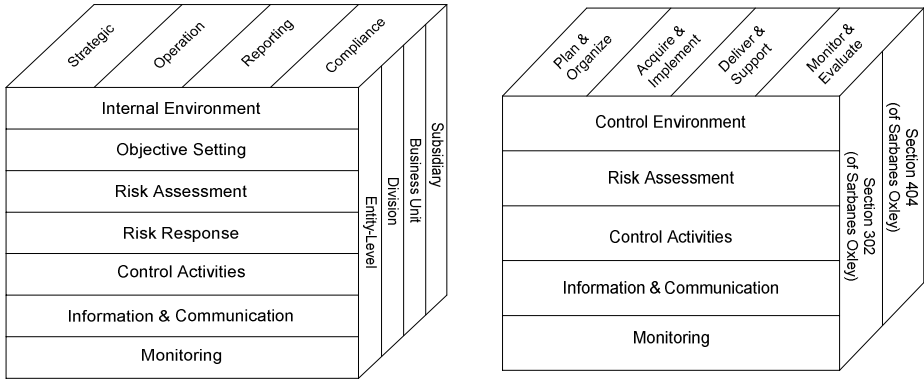 Strategic
Operation
Reporting
Compliance
Internal Environment
Objective Setting
Risk Assessment
Risk Response
Control Activities
Information & Communication
Monitoring
Entity-Level
Division
Business Unit
Subsidiary
Plan &
Organize
Acquire &
Implement
Deliver &
Support
Monitor &
Evaluate
Control Environment
Risk Assessment
Control Activities
Information & Communication
Monitoring
Section 302
(of Sarbanes Oxley)
Section 404
(of Sarbanes Oxley)